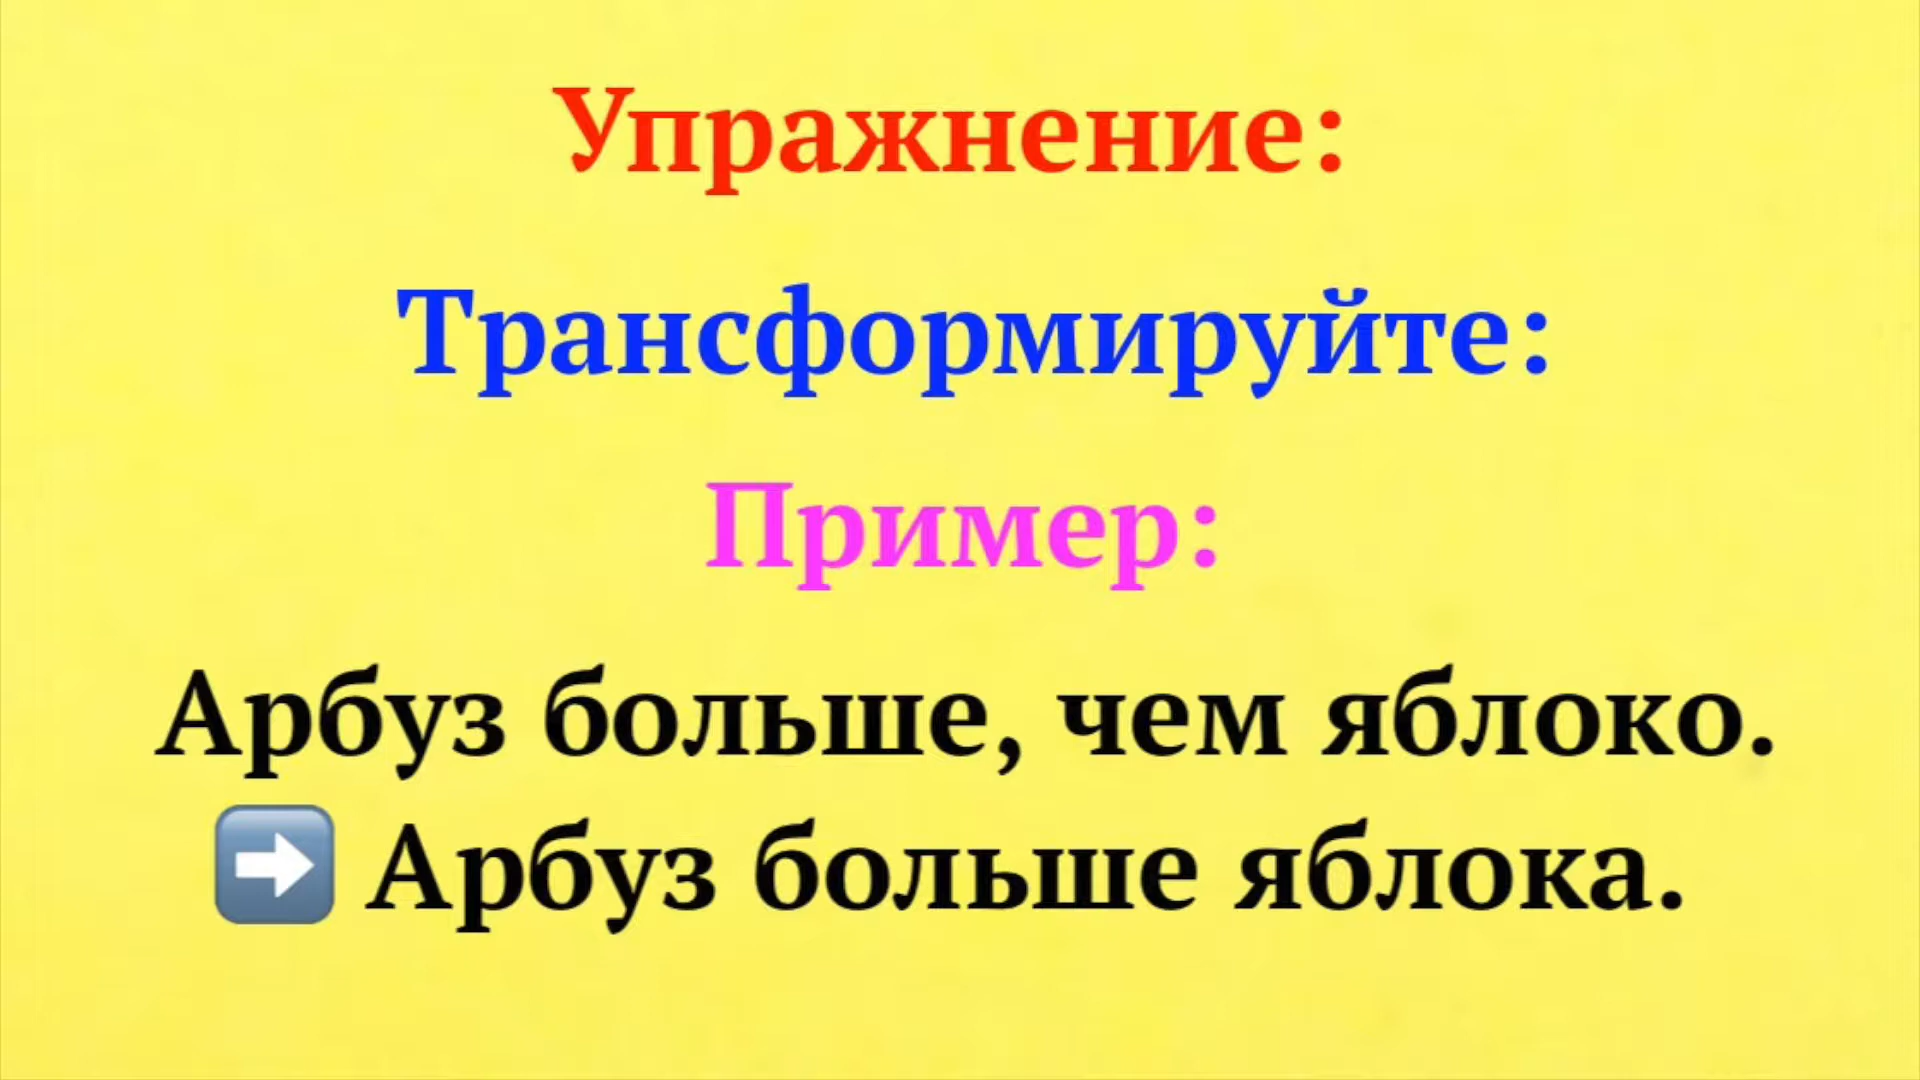 Упражнение:
Трансформируйте:
Пример:
Арбуз больше, чем яблоко.
➡️ Арбуз больше яблока.